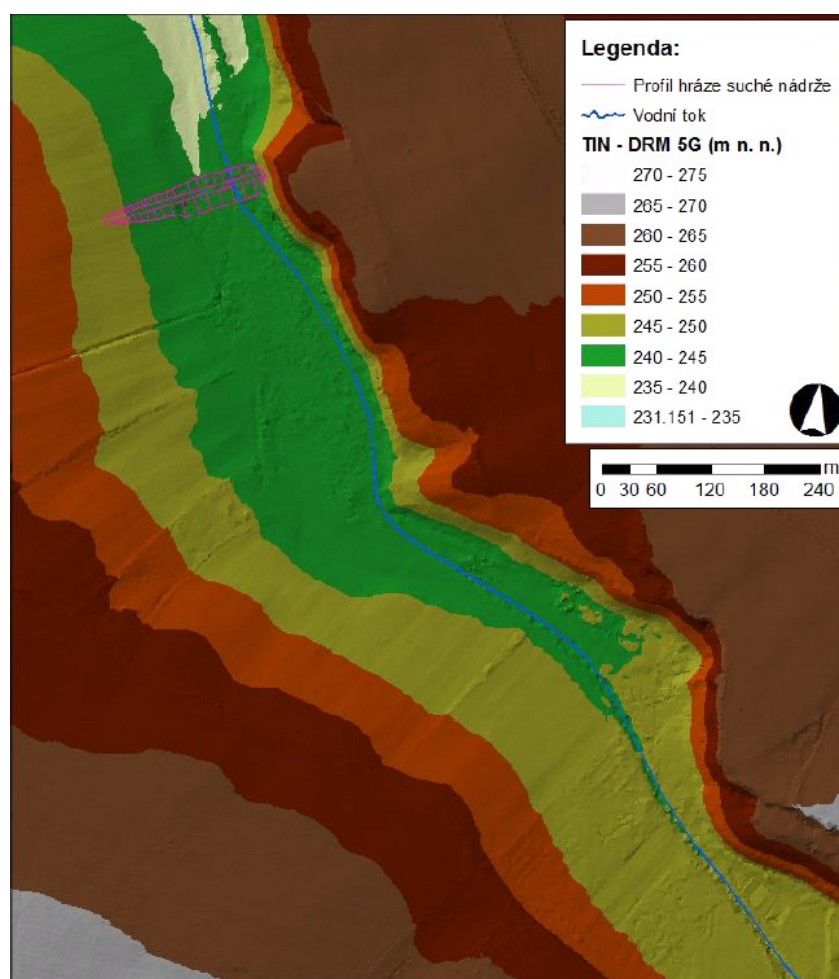 Legenda:
Profil hráze suché nádrže
Vodní tok
TIN - DRM 5G (m n. n.)
270 - 275
265 - 270
260 - 265
255 - 260
250 - 255
245 - 250
240 - 245
235 - 240
231.151 - 235
m
0 30 60 120 180 240